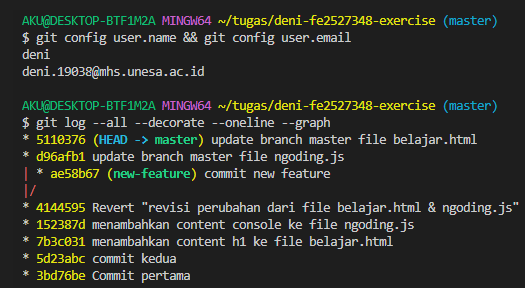 AKU@DESKTOP-BTF1M2A MINGW64 ~/tugas/deni-fe2527348-exercise (master)
$ git config user.name && git config user.email
deni
deni.19038@mhs.unesa.ac.id

AKU@DESKTOP-BTF1M2A MINGW64 ~/tugas/deni-fe2527348-exercise (master)
$ git log --all --decorate --oneline --graph
* 5110376 (HEAD -> master) update branch master file belajar.html
* d96afb1 update branch master file ngoding.js
| * ae58b67 (new-feature) commit new feature
|/
* 4144595 Revert "revisi perubahan dari file belajar.html & ngoding.js"
* 152387d menambahkan content console ke file ngoding.js
* 7b3c031 menambahkan content h1 ke file belajar.html
* 5d23abc commit kedua
* 3bd76be Commit pertama